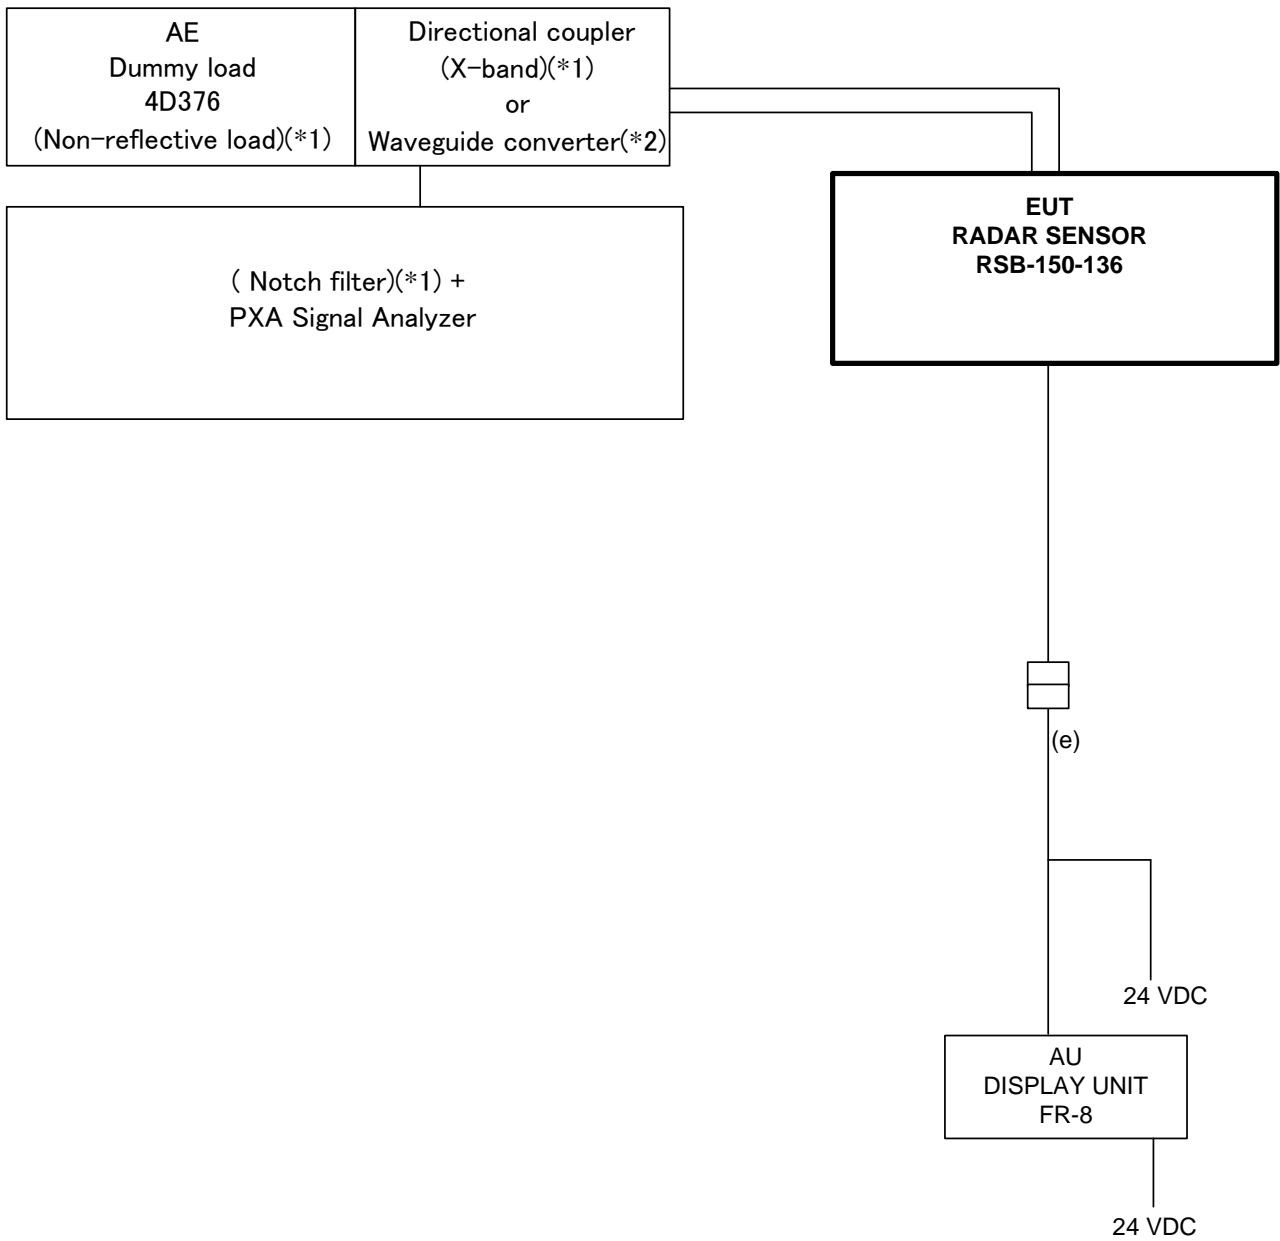 AE
Dummy load
4D376
(Non-reflective load)(*1)
Directional coupler
(X-band)(*1)
or
Waveguide converter(*2)
EUT
RADAR SENSOR
RSB-150-136
( Notch filter)(*1) +
PXA Signal Analyzer
(e)
24 VDC
AU
DISPLAY UNIT
FR-8
24 VDC